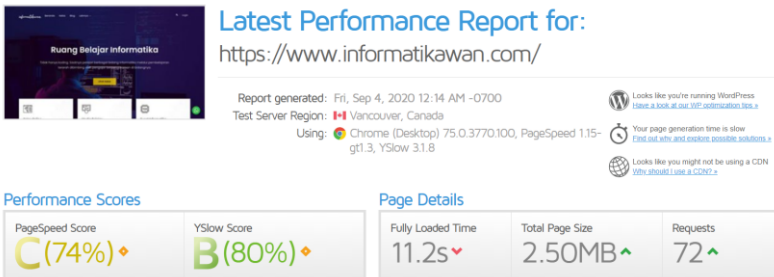 Ruang Belajar Informatika
Latest Performance Report for:
https://www.informatikawan.com/
Report generated: Fri, Sep 4, 2020 12:14 AM -0700
Test Server Region: Vancouver, Canada
Using: Chrome (Desktop) 75.0.3770.100, PageSpeed 1.15-
gt1.3, YSlow 3.1.8
Looks like you're running WordPress
Have a look at our WP optimization tips »
Your page generation time is slow
Find out why and explore possible solutions »
Looks like you might not be using a CDN
Why should I use a CDN? »
Performance Scores
PageSpeed Score
C (74%)
YSlow Score
B (80%)
Page Details
Fully Loaded Time
11.2s
Total Page Size
2.50MB
Requests
72